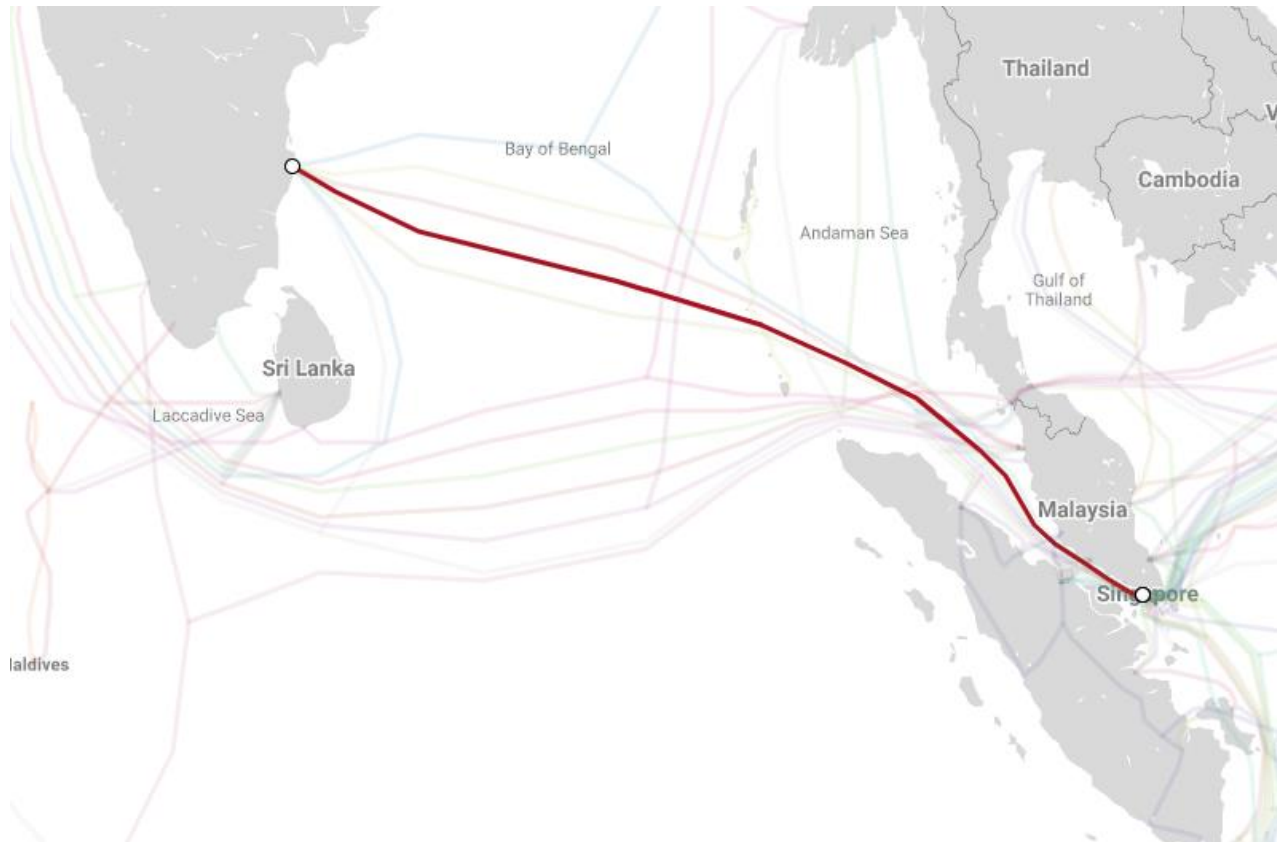 Thailand
Bay of Bengal
Cambodia
Andaman Sea
Gulf of
Thailand
Sri Lanka
Laccadive Sea
Malaysia
Singapore
aldives
V